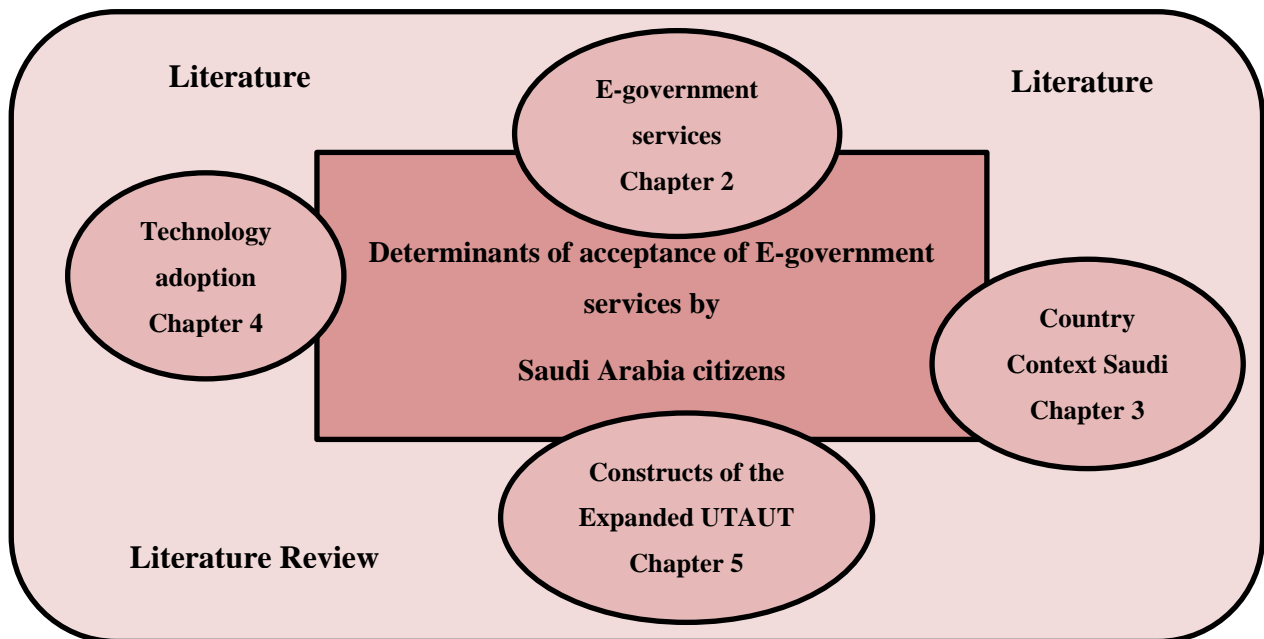 Literature
Literature
E-government
services
Chapter 2
Technology
adoption
Chapter 4
Determinants of acceptance of E-government
services by
Saudi Arabia citizens
Country
Context Saudi
Chapter 3
Constructs of the
Expanded UTAUT
Chapter 5
Literature Review